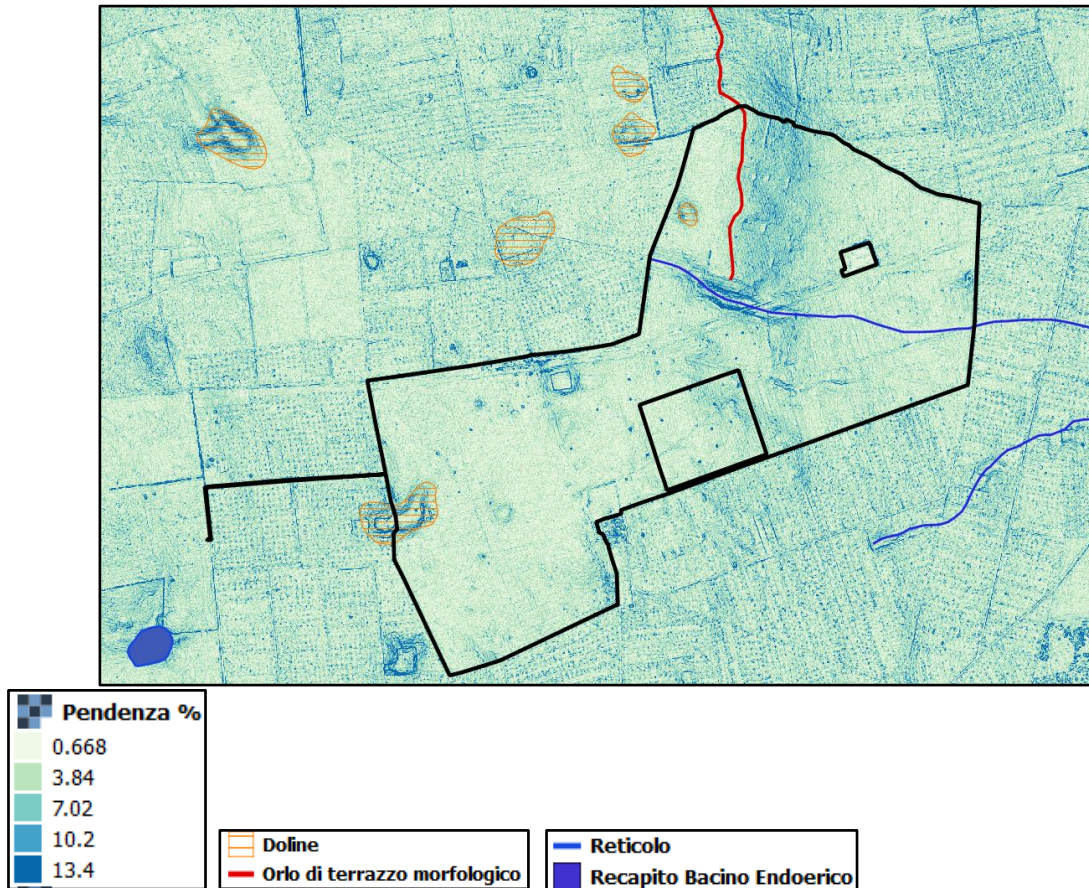 Pendenza %
0.668
3.84
7.02
10.2
13.4
Doline
Orlo di terrazzo morfologico
Reticolo
Recapito Bacino Endoerico